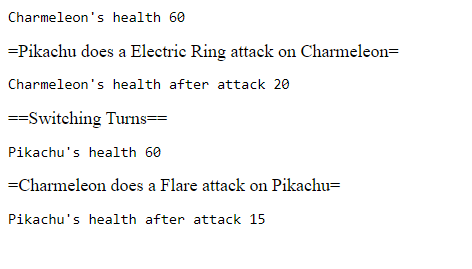 Charmeleon's health 60
=Pikachu does a Electric Ring attack on Charmeleon=
Charmeleon's health after attack 20
==Switching Turns==
Pikachu's health 60
=Charmeleon does a Flare attack on Pikachu=
Pikachu's health after attack 15